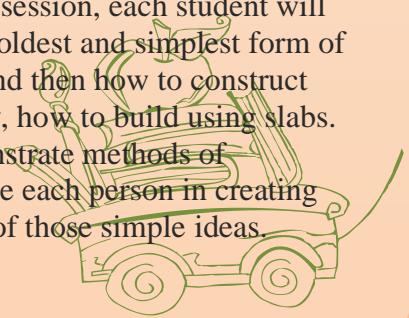 session, each student will
oldest and simplest form of
nd then how to construct
, how to build using slabs.
nstrate methods of
e each person in creating
of those simple ideas.